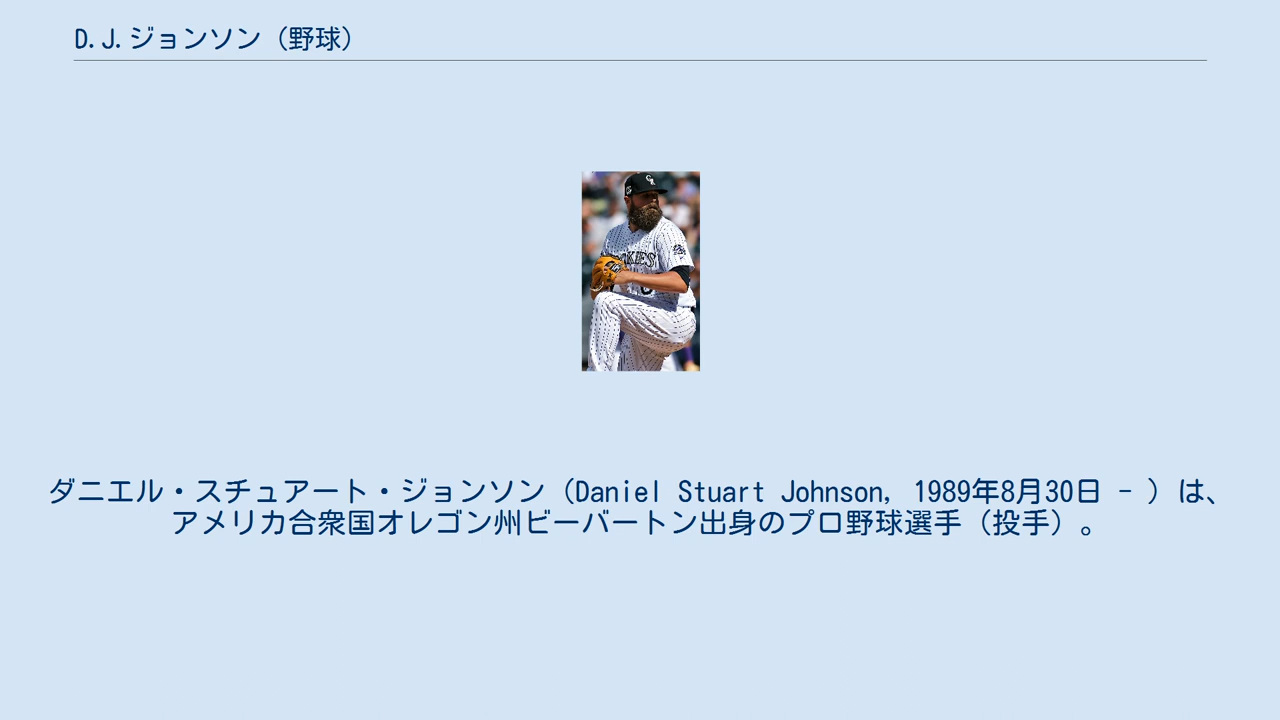 D.J.ジョンソン（野球）
ダニエル・スチュアート・ジョンソン（Daniel Stuart Johnson, 1989年8月30日 - ）は、
アメリカ合衆国オレゴン州ビーバートン出身のプロ野球選手（投手）。